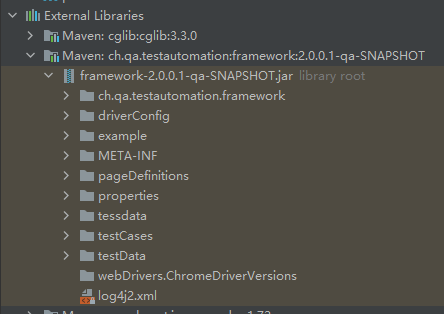 External Libraries
Maven: cglib:cglib:3.3.0
Maven: ch.qa.testautomation:framework:2.0.0.1-qa-SNAPSHOT
framework-2.0.0.1-qa-SNAPSHOT.jar library root
ch.qa.testautomation.framework
driverConfig
example
META-INF
pageDefinitions
properties
tessdata
testCases
testData
webDrivers.ChromeDriverVersions
log4j2.xml